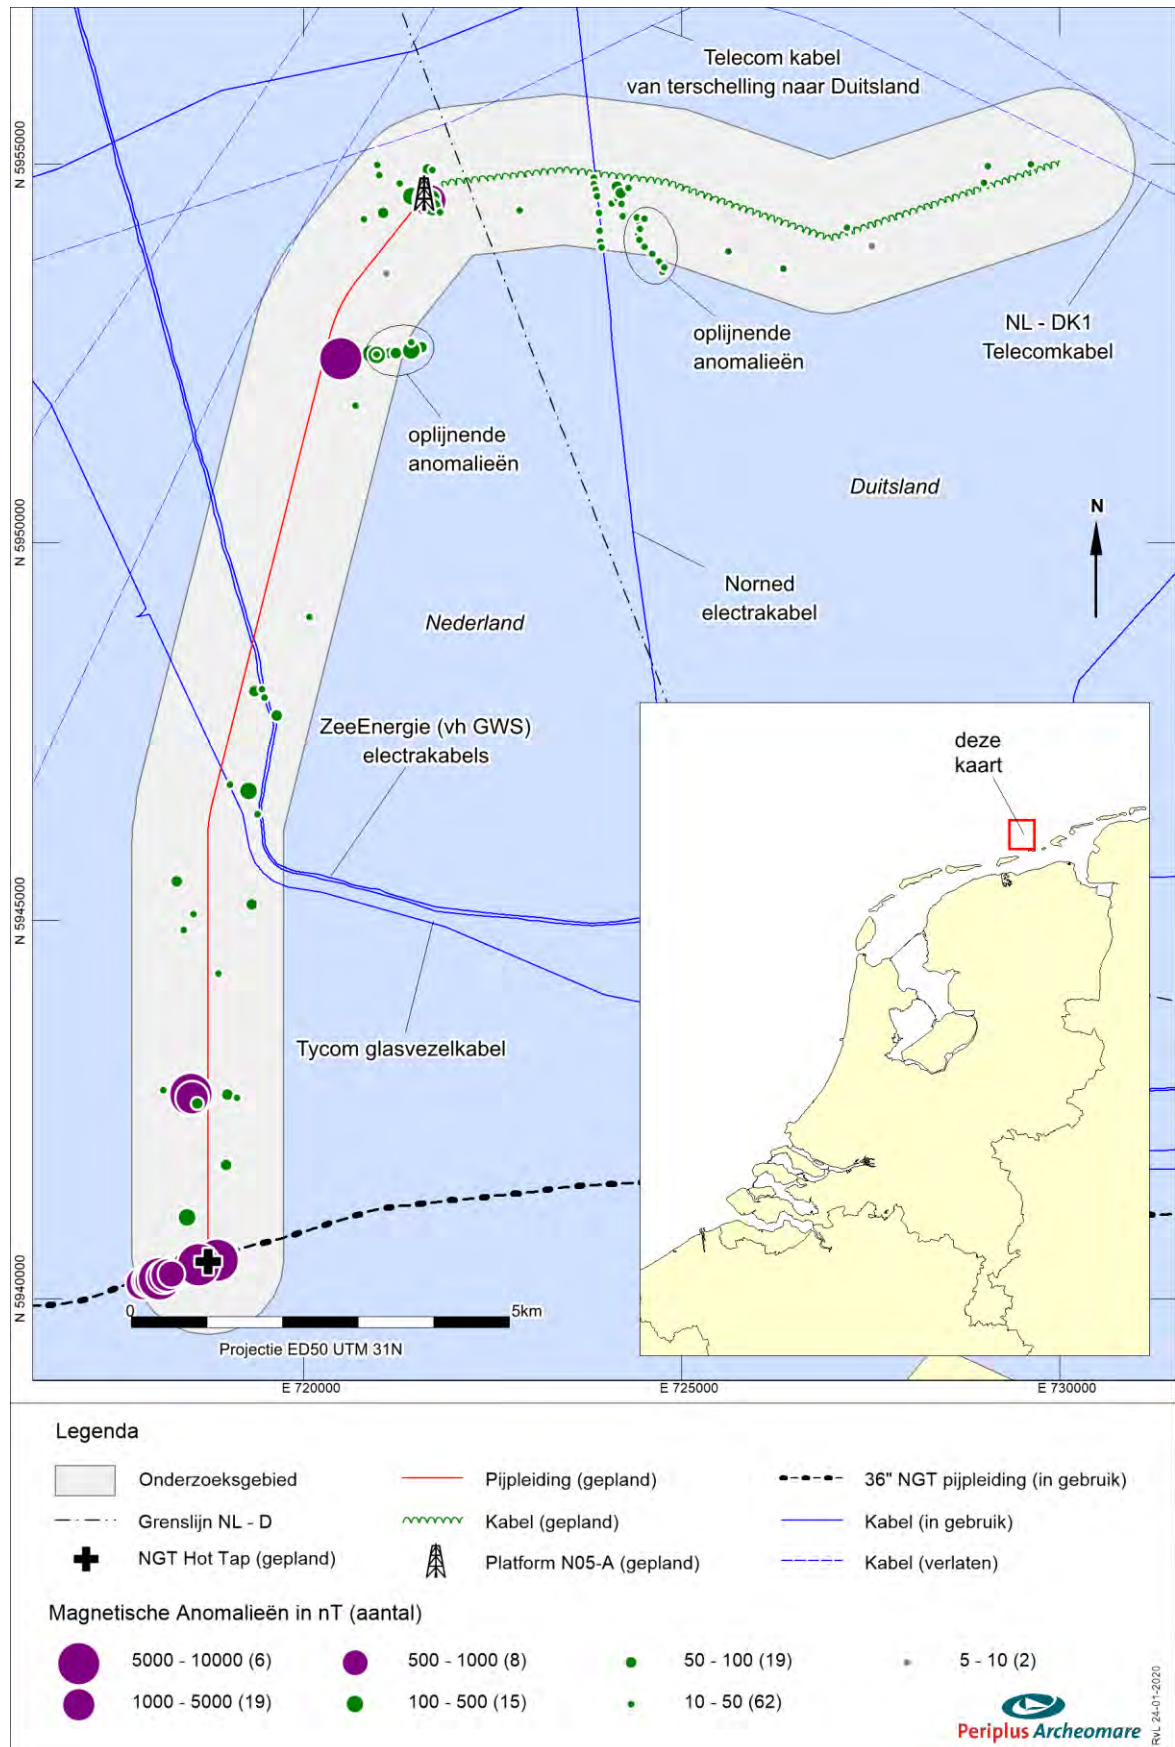 Telecom kabel
van terschelling naar Duitsland
N 5955000
oplijnende
anomalieën
NL - DK1
Telecomkabel
oplijnende
anomalieën
Duitsland
N
N 5950000
Norned
electrakabel
Nederland
ZeeEnergie (vh GWS)
electrakabels
deze
kaart
N 5945000
Tycom glasvezelkabel
N 5940000
0
5km
Projectie ED50 UTM 31N
E 720000
E 725000
E 730000
Legenda
Onderzoeksgebied
Pijpleiding (gepland)
36" NGT pijpleiding (in gebruik)
Grenslijn NL - D
Kabel (gepland)
Kabel (in gebruik)
NGT Hot Tap (gepland)
Platform N05-A (gepland)
Kabel (verlaten)
Magnetische Anomalieën in nT (aantal)
5000 - 10000 (6)
500 - 1000 (8)
50 - 100 (19)
5 - 10 (2)
1000 - 5000 (19)
100 - 500 (15)
10 - 50 (62)
Periplus Archeomare
RvL 24-01-2020